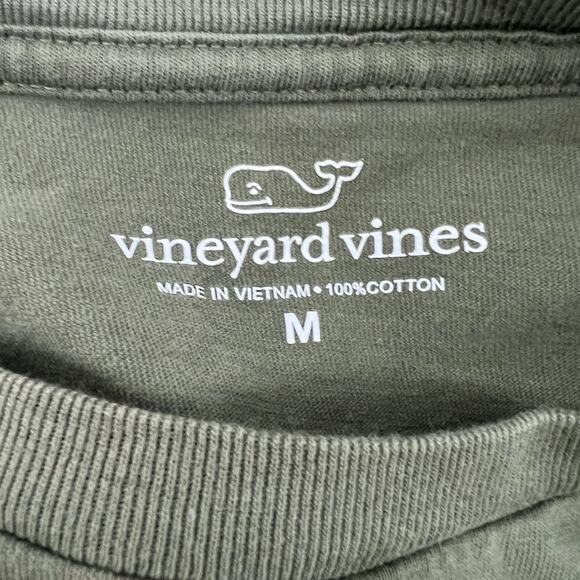 vineyard vines
MADE IN VIETNAM • 100%COTTON
M